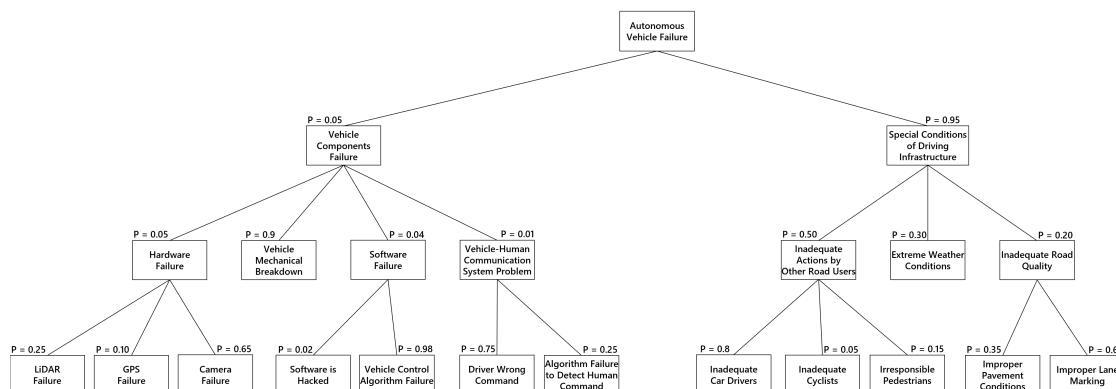 Autonomous
Vehicle Failure
P = 0.05
Vehicle
Components
Failure
P = 0.95
Special Conditions
of Driving
Infrastructure
P = 0.05
Hardware
Failure
P = 0.9
Vehicle
Mechanical
Breakdown
P = 0.04
Software
Failure
P = 0.01
Vehicle-Human
Communication
System Problem
P = 0.50
Inadequate
Actions by
Other Road Users
P = 0.30
Extreme Weather
Conditions
P = 0.20
Inadequate Road
Quality
P = 0.25
LiDAR
Failure
P = 0.10
GPS
Failure
P = 0.65
Camera
Failure
P = 0.02
Software is
Hacked
P = 0.98
Vehicle Control
Algorithm Failure
P = 0.75
Driver Wrong
Command
P = 0.25
Algorithm Failure
to Detect Human
Command
P = 0.8
Inadequate
Car Drivers
P = 0.05
Inadequate
Cyclists
P = 0.15
Irresponsible
Pedestrians
P = 0.35
Improper
Pavement
Conditions
P =
Improper Lane
Marking